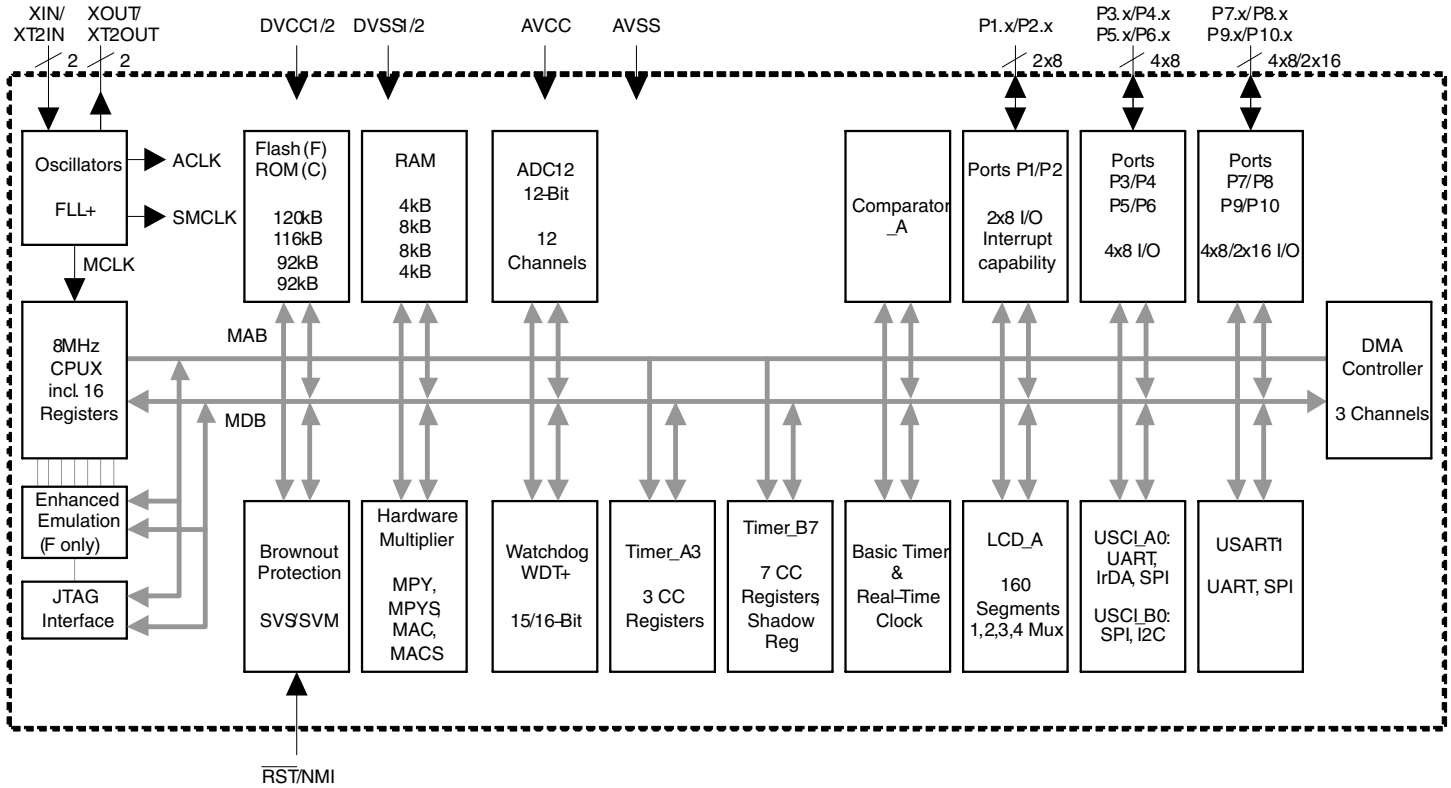 XIN/
XT2IN
XOUT/
XT2OUT
DVCC1/2
DVSS1/2
AVCC
AVSS
P1.x/P2.x
P3.x/P4.x
P5.x/P6.x
P7.x/P8.x
P9.x/P10.x
2
2
2x8
4x8
4x8/2x16
Oscillators
FLL+
ACLK
SMCLK
MCLK
Flash (F)
ROM (C)
120kB
116kB
92kB
92kB
RAM
4kB
8kB
8kB
4kB
ADC12
12-Bit
12
Channels
Comparator
_A
Ports P1/P2
2x8 I/O
Interrupt
capability
Ports
P3/P4
P5/P6
4x8 I/O
Ports
P7/P8
P9/P10
4x8/2x16 I/O
8MHz
CPUX
incl. 16
Registers
MAB
MDB
DMA
Controller
3 Channels
Enhanced
Emulation
(F only)
JTAG
Interface
Brownout
Protection
SVS/SVM
Hardware
Multiplier
MPY,
MPYS,
MAC,
MACS
Watchdog
WDT+
15/16-Bit
Timer_A3
3 CC
Registers
Timer_B7
7 CC
Registers,
Shadow
Reg
Basic Timer
&
Real-Time
Clock
LCD_A
160
Segments
1,2,3,4 Mux
USCI_A0:
UART,
IrDA, SPI
USCI_B0:
SPI, I2C
USART1
UART, SPI
RST/NMI